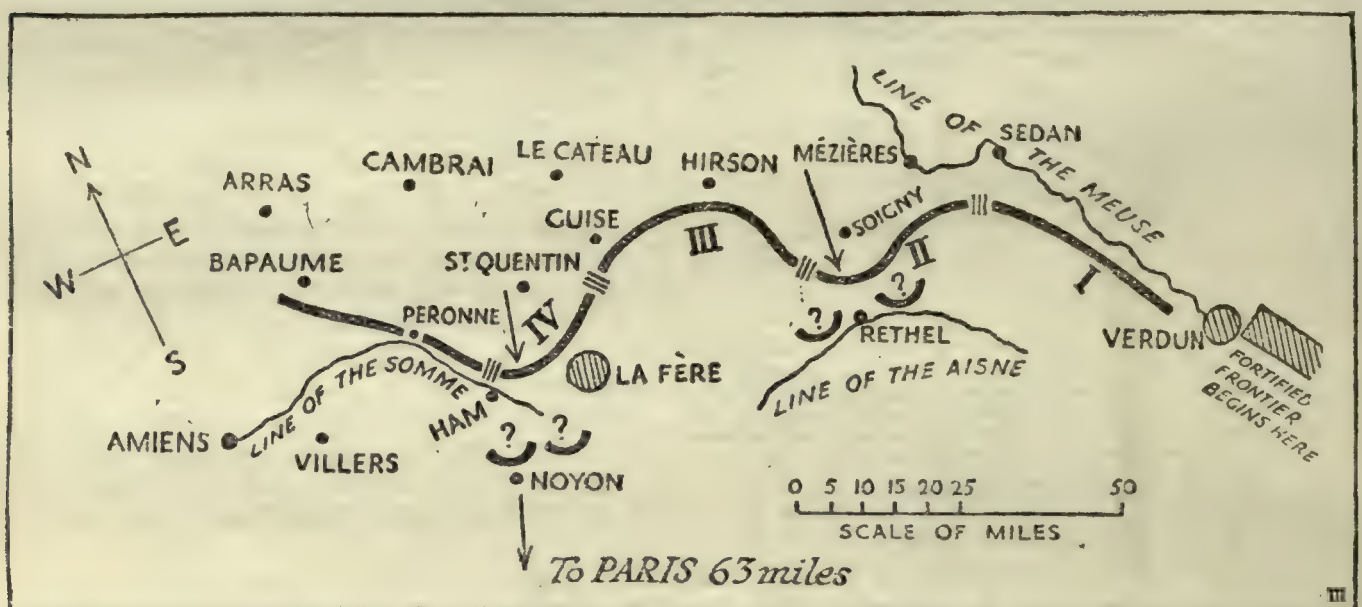 LINE OF THE MEUSE
SEDAN
MÉZIÈRES
HIRSON
LE CATEAU
CAMBRAI
ARRAS
N
E
W
S
SOIGNY
GUISE
BAPAUME
ST QUENTIN
III
II
I
IV
PERONNE
?
?
RETHEL
VERDUN
LA FÈRE
LINE OF THE AISNE
FORTIFIED
FRONTIER
BEGINS HERE
LINE OF THE SOMME
HAM
AMIENS
VILLERS
?
?
NOYON
0 5 10 15 20 25 50
SCALE OF MILES
To PARIS 63 miles
III